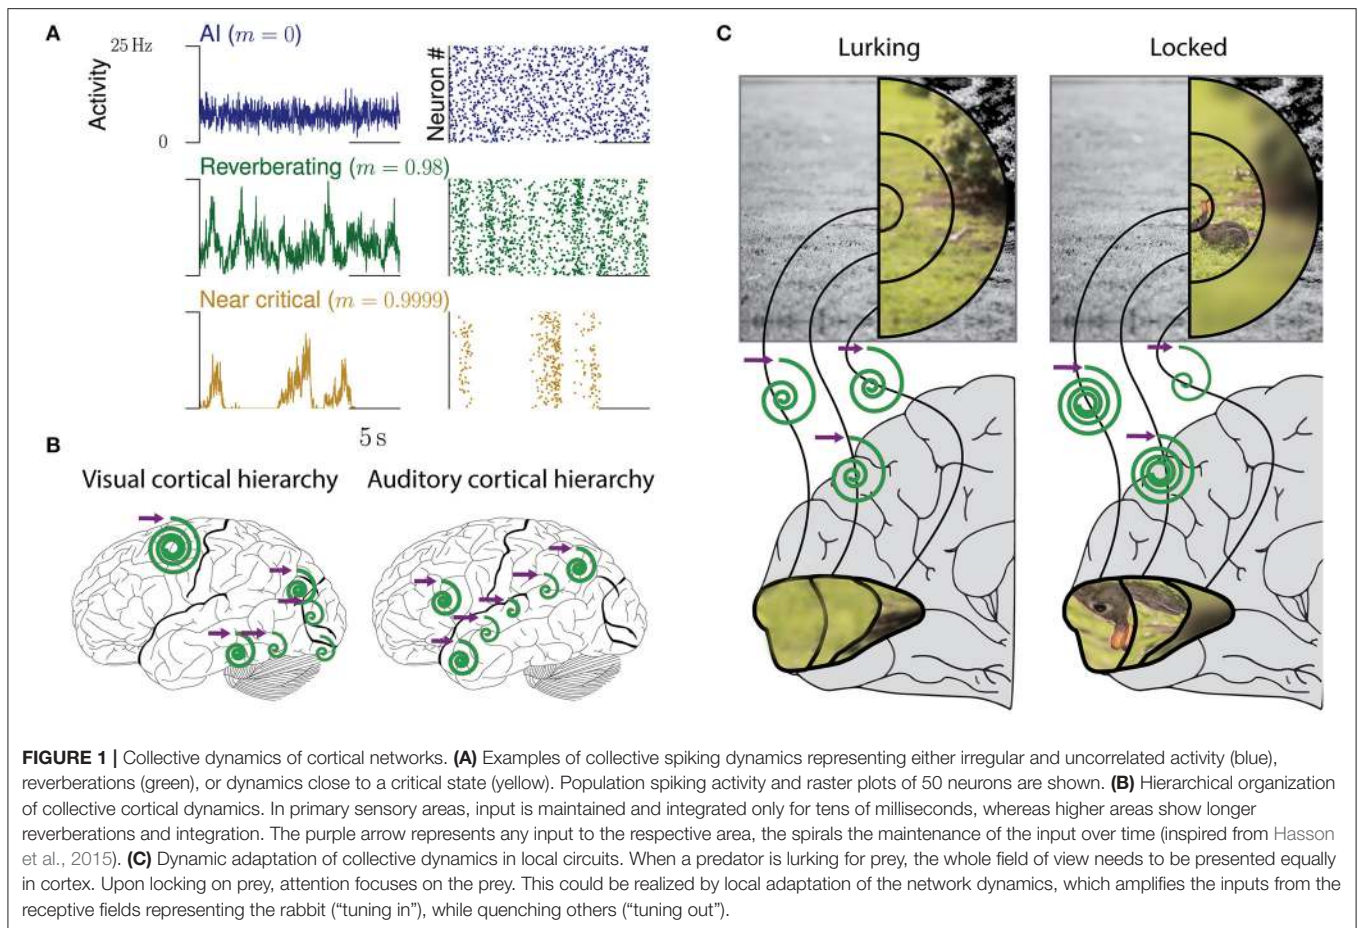 A
AI (m = 0)
25 Hz
Activity
0
Neuron #
Reverberating (m = 0.98)
Near critical (m = 0.9999)
5 s
B
Visual cortical hierarchy
Auditory cortical hierarchy
C
Lurking
Locked
FIGURE 1 | Collective dynamics of cortical networks. (A) Examples of collective spiking dynamics representing either irregular and uncorrelated activity (blue),
reverberations (green), or dynamics close to a critical state (yellow). Population spiking activity and raster plots of 50 neurons are shown. (B) Hierarchical organization
of collective cortical dynamics. In primary sensory areas, input is maintained and integrated only for tens of milliseconds, whereas higher areas show longer
reverberations and integration. The purple arrow represents any input to the respective area, the spirals the maintenance of the input over time (inspired from Hasson
et al., 2015). (C) Dynamic adaptation of collective dynamics in local circuits. When a predator is lurking for prey, the whole field of view needs to be presented equally
in cortex. Upon locking on prey, attention focuses on the prey. This could be realized by local adaptation of the network dynamics, which amplifies the inputs from the
receptive fields representing the rabbit (“tuning in”), while quenching others (“tuning out”).